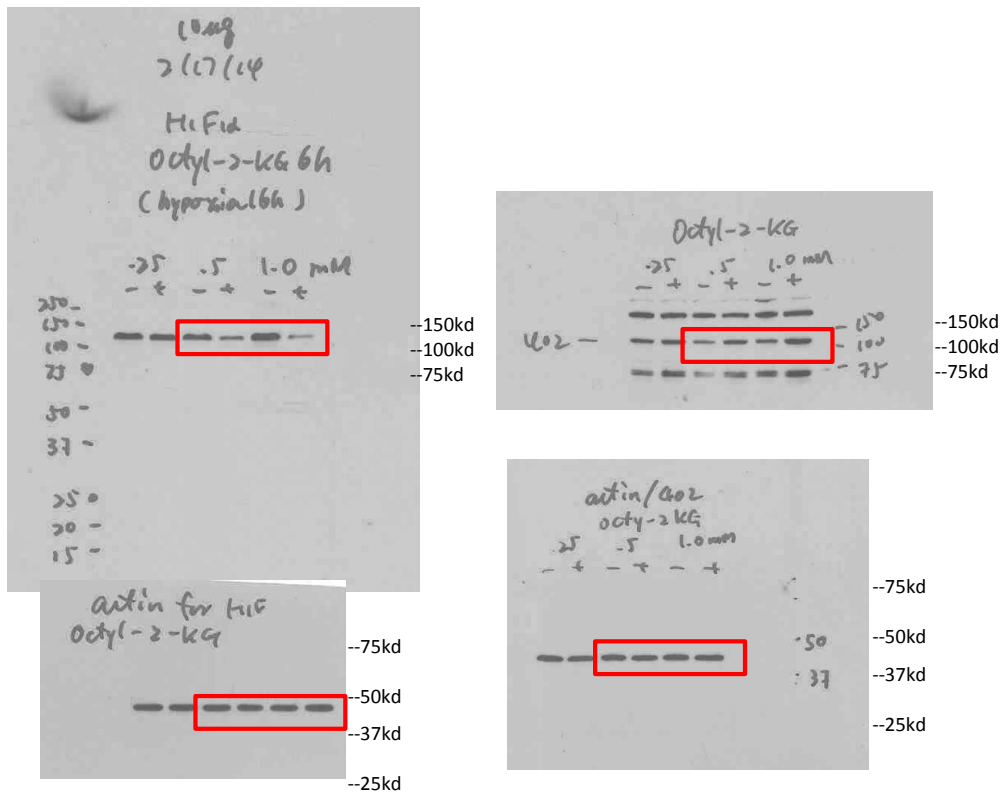 10ug
2/17/14
HiF1α
Octyl-2-KG 6h
(hypoxia 16h)
.25 .5 1.0 mM
- + - + - +
250-
150-
100-
75
50-
37-
25
20-
15-
--150kd
--100kd
--75kd
Octyl-2-KG
.25 .5 1.0 mM
- + - + - +
402 -
- 150
- 100
- 75
--150kd
--100kd
--75kd
actin for HIF
Octyl-2-KG
--75kd
--50kd
--37kd
--25kd
actin/402
octy-2KG
.25 .5 1.0 mM
- + - + - +
50
37
--75kd
--50kd
--37kd
--25kd